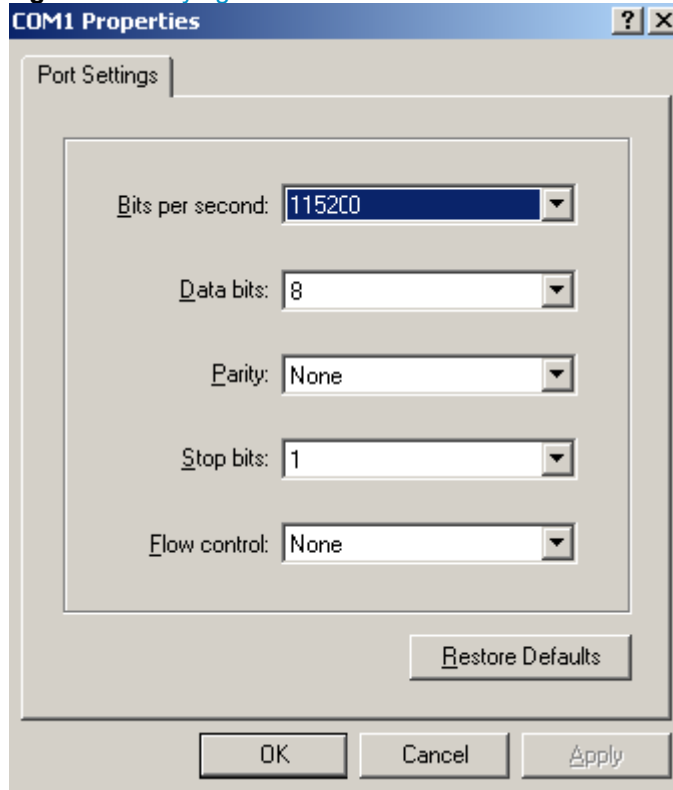 COM1 Properties
Port Settings
Bits per second: 115200
Data bits: 8
Parity: None
Stop bits: 1
Flow control: None
Restore Defaults
OK Cancel Apply